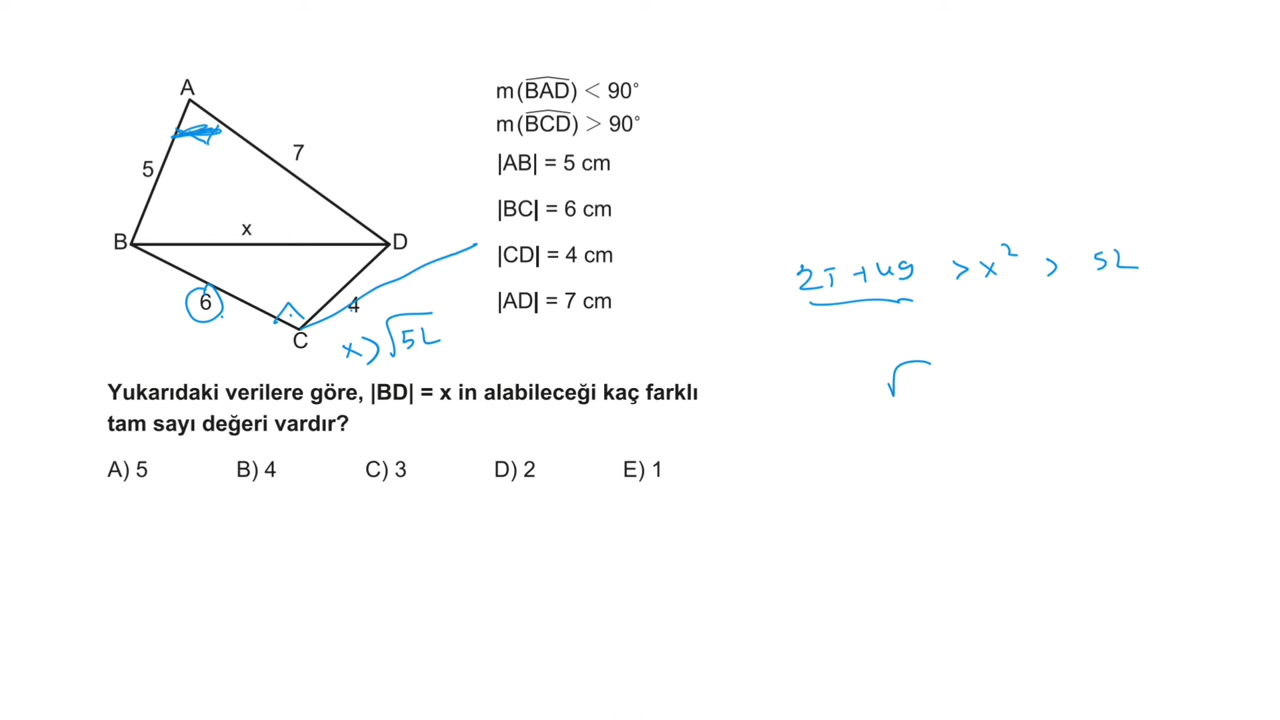 A
5
7
B
x
D
6
4
C
x > √52
m(BAD) < 90°
m(BCD) > 90°
|AB| = 5 cm
|BC| = 6 cm
|CD| = 4 cm
|AD| = 7 cm
25 + 49 > x² > 52
√
Yukarıdaki verilere göre, |BD| = x in alabileceği kaç farklı
tam sayı değeri vardır?
A) 5 B) 4 C) 3 D) 2 E) 1